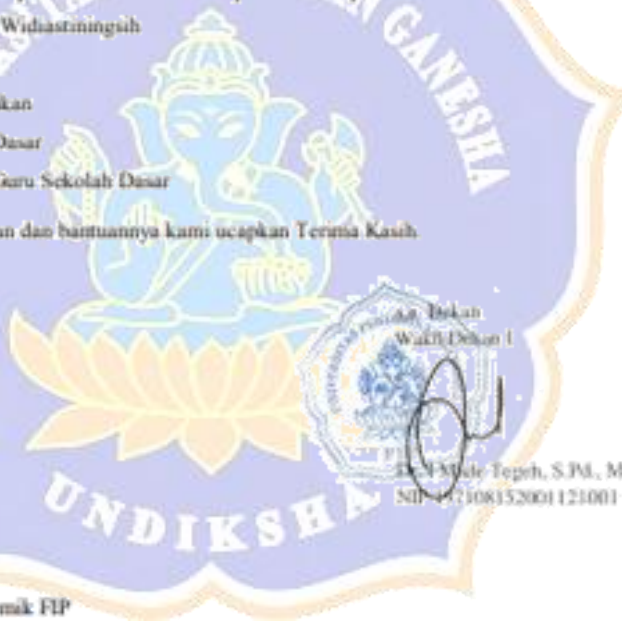 Widiastiningsih
kan
Dasar
Guru Sekolah Dasar
an dan bantuannya kami ucapkan Terima Kasih.
GANESHA
a.n. Dekan
Wakil Dekan I
Made Tegeh, S.Pd., M
NIP 197108152001121001
UNDIKSHA
mik FIP